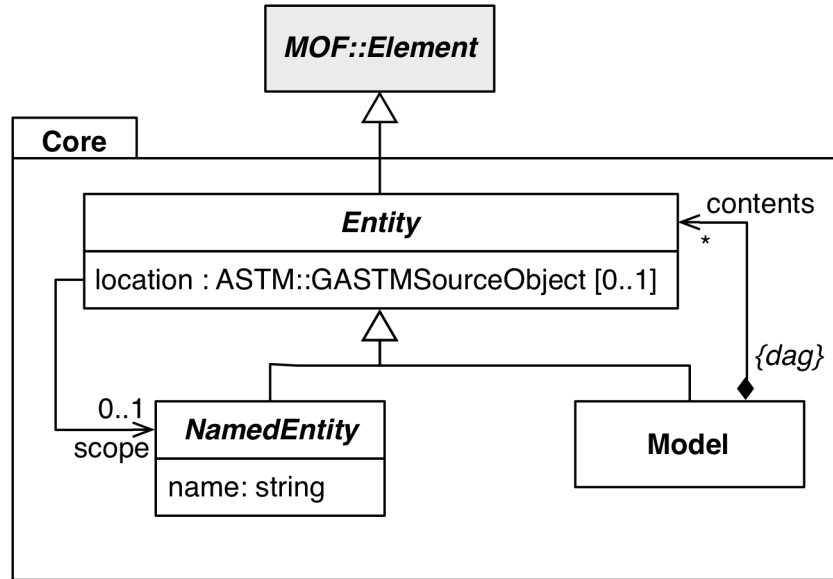 MOF::Element
Core
Entity
contents
*
location : ASTM::GASTMSourceObject [0..1]
{dag}
0..1
scope
NamedEntity
Model
name: string